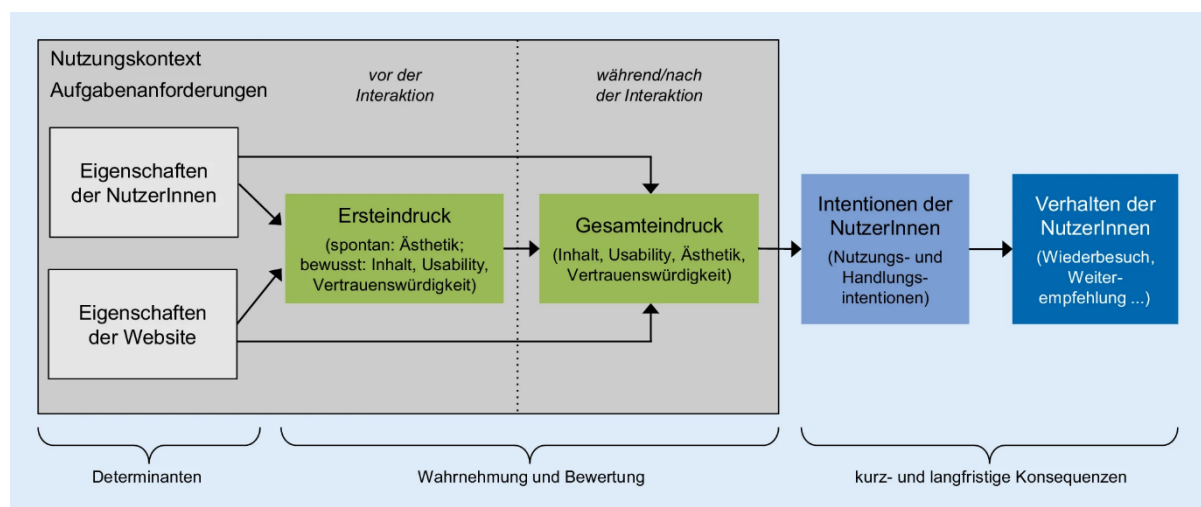 Nutzungskontext
Aufgabenanforderungen
vor der
Interaktion
während/nach
der Interaktion
Eigenschaften
der NutzerInnen
Eigenschaften
der Website
Ersteindruck
(spontan: Ästhetik;
bewusst: Inhalt, Usability,
Vertrauenswürdigkeit)
Gesamteindruck
(Inhalt, Usability, Ästhetik,
Vertrauenswürdigkeit)
Intentionen der
NutzerInnen
(Nutzungs- und
Handlungs-
intentionen)
Verhalten der
NutzerInnen
(Wiederbesuch,
Weiter-
empfehlung ...)
Determinanten
Wahrnehmung und Bewertung
kurz- und langfristige Konsequenzen